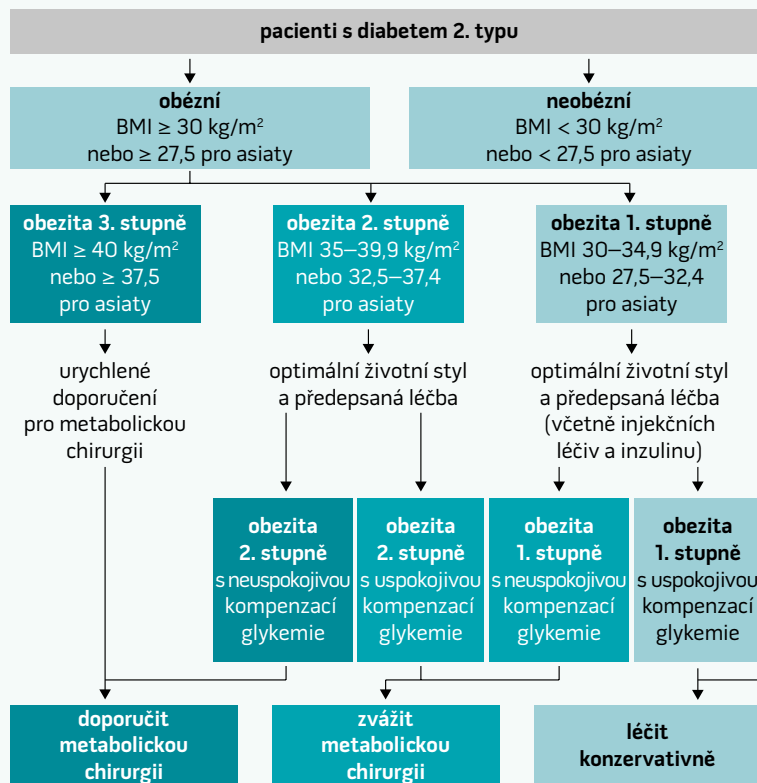 pacienti s diabetem 2. typu
obézní
BMI ≥ 30 kg/m²
nebo ≥ 27,5 pro asiaty
neobézní
BMI < 30 kg/m²
nebo < 27,5 pro asiaty
obezita 3. stupně
BMI ≥ 40 kg/m²
nebo ≥ 37,5
pro asiaty
obezita 2. stupně
BMI 35–39,9 kg/m²
nebo 32,5–37,4
pro asiaty
obezita 1. stupně
BMI 30–34,9 kg/m²
nebo 27,5–32,4
pro asiaty
urychlené
doporučení
pro metabolickou
chirurgii
optimální životní styl
a předepsaná léčba
optimální životní styl
a předepsaná léčba
(včetně injekčních
léčiv a inzulinu)
obezita
2. stupně
s neuspokojivou
kompenzací
glykemie
obezita
2. stupně
s uspokojivou
kompenzací
glykemie
obezita
1. stupně
s neuspokojivou
kompenzací
glykemie
obezita
1. stupně
s uspokojivou
kompenzací
glykemie
doporučit
metabolickou
chirurgii
zvážit
metabolickou
chirurgii
léčit
konzervativně